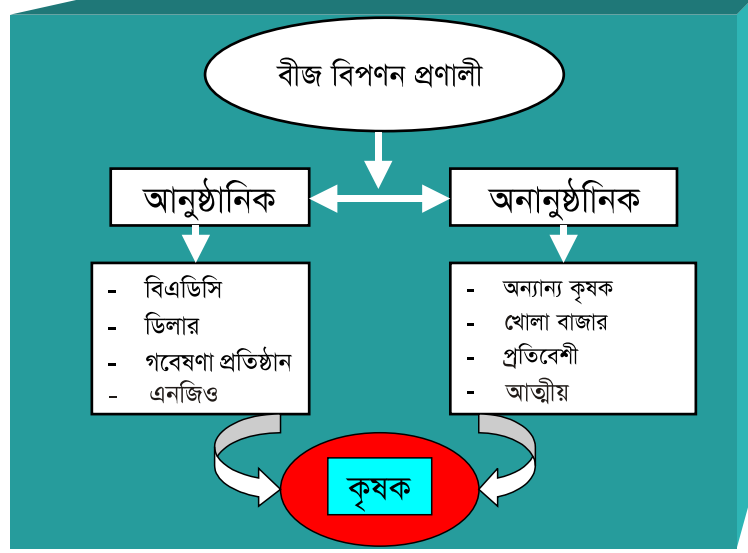 বীজ বিপণন প্রণালী
আনুষ্ঠানিক
অনানুষ্ঠানিক
- বিএডিসি
- ডিলার
- গবেষণা প্রতিষ্ঠান
- এনজিও
- অন্যান্য কৃষক
- খোলা বাজার
- প্রতিবেশী
- আত্মীয়
কৃষক